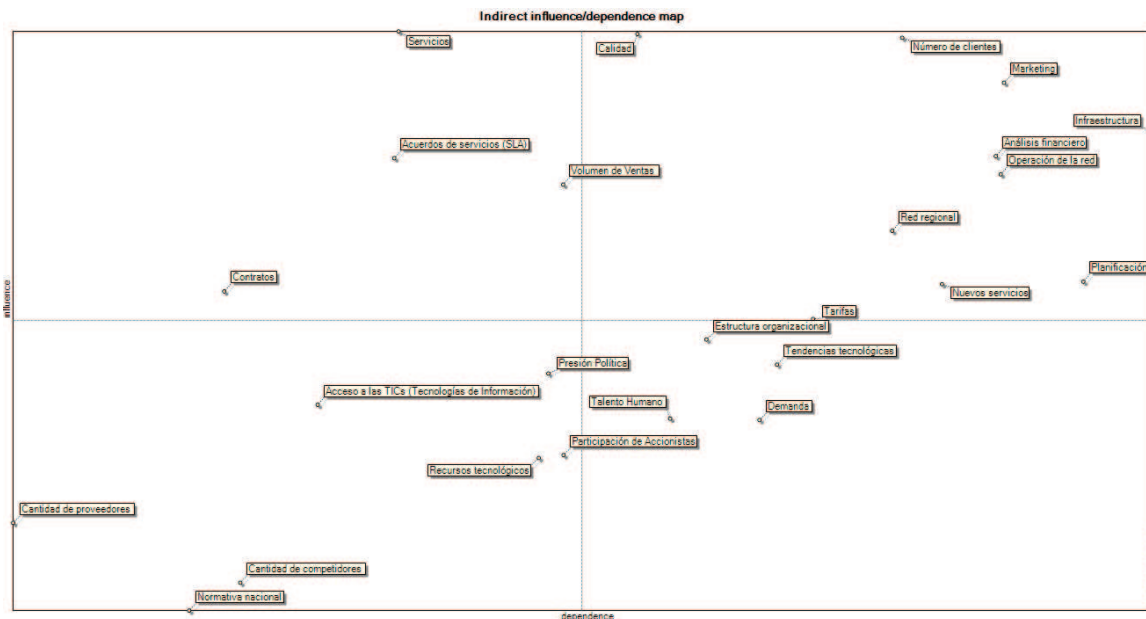 Indirect influence/dependence map
Servicios
Calidad
Número de clientes
Marketing
Infraestructura
Acuerdos de servicios (SLA)
Análisis financiero
Operación de la red
Volumen de Ventas
Red regional
Contratos
Planificación
Nuevos servicios
influence
Tarifas
Estructura organizacional
Tendencias tecnológicas
Presión Política
Acceso a las TICs (Tecnologías de Información)
Talento Humano
Demanda
Participación de Accionistas
Recursos tecnológicos
Cantidad de proveedores
Cantidad de competidores
Normativa nacional
dependence